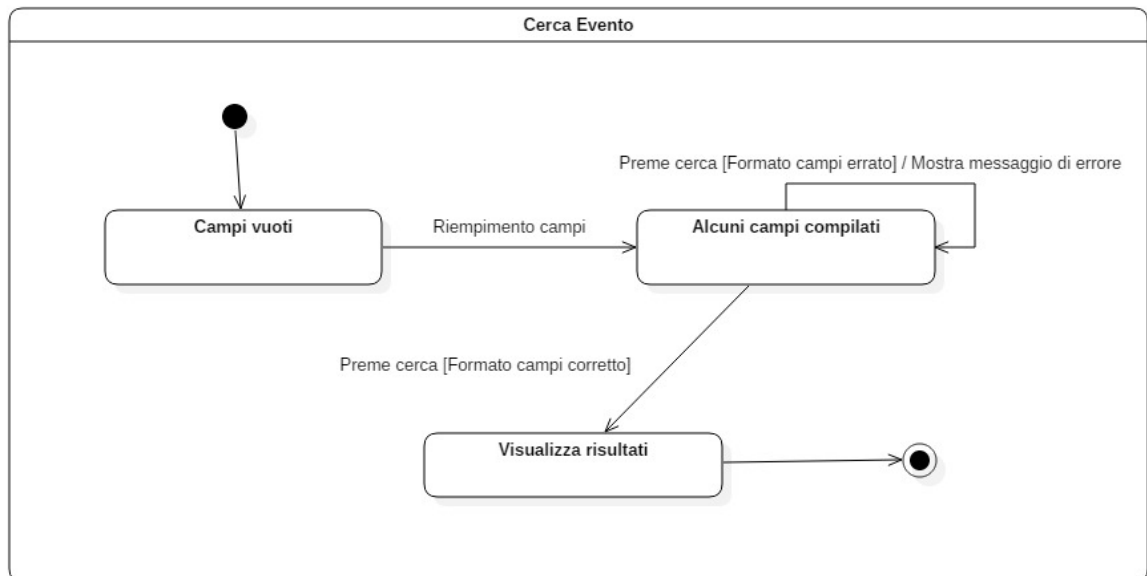 Cerca Evento
Preme cerca [Formato campi errato] / Mostra messaggio di errore
Campi vuoti
Riempimento campi
Alcuni campi compilati
Preme cerca [Formato campi corretto]
Visualizza risultati